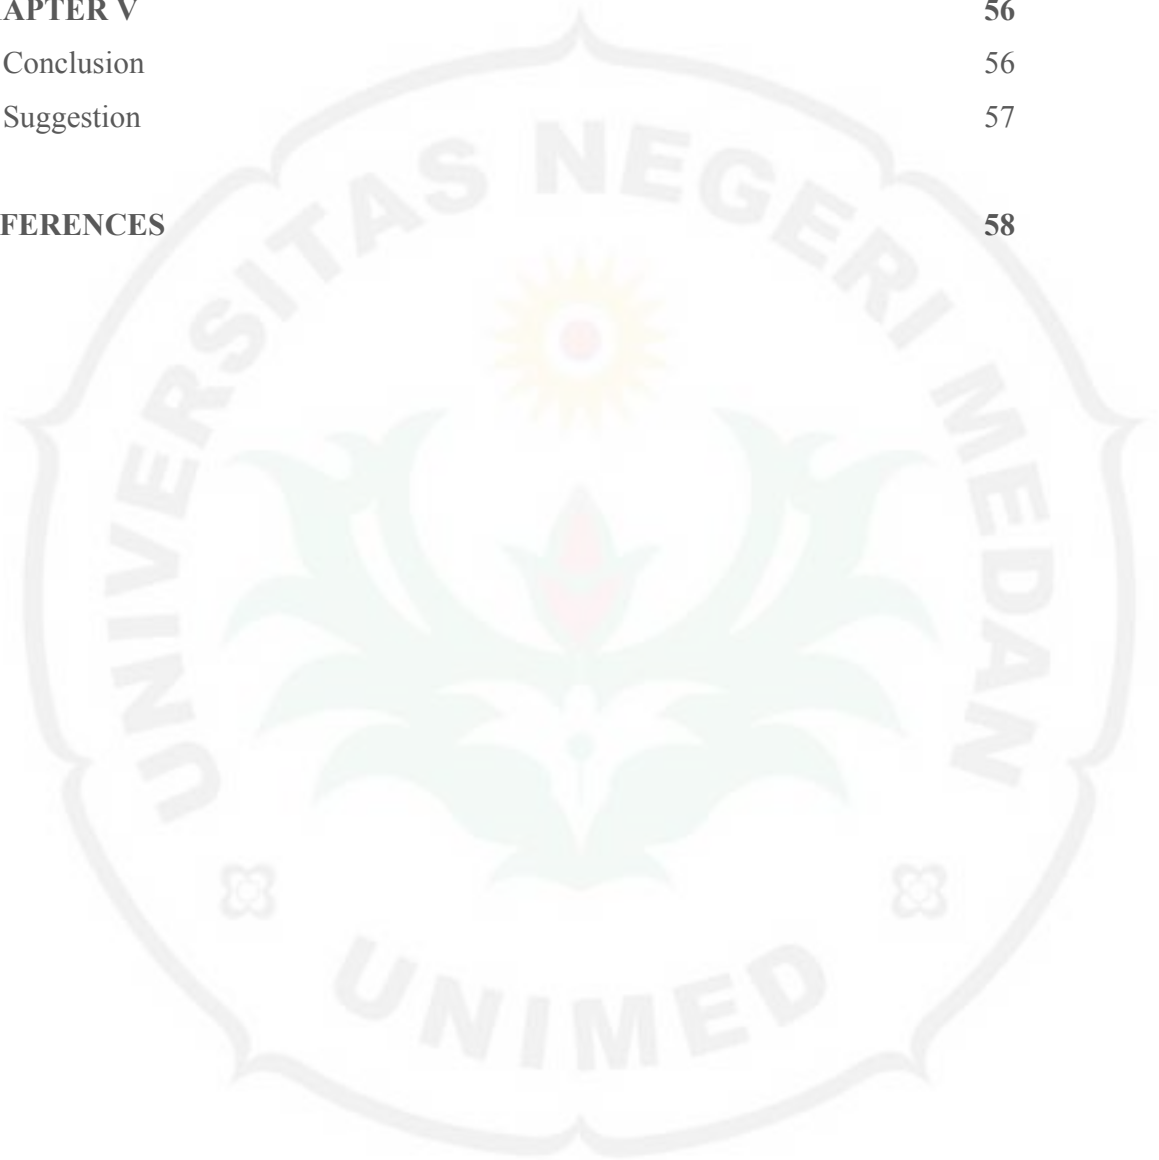 APTER V 56
Conclusion 56
Suggestion 57
FERENCES 58
UNIVERSITAS NEGERI MEDAN
UNIMED